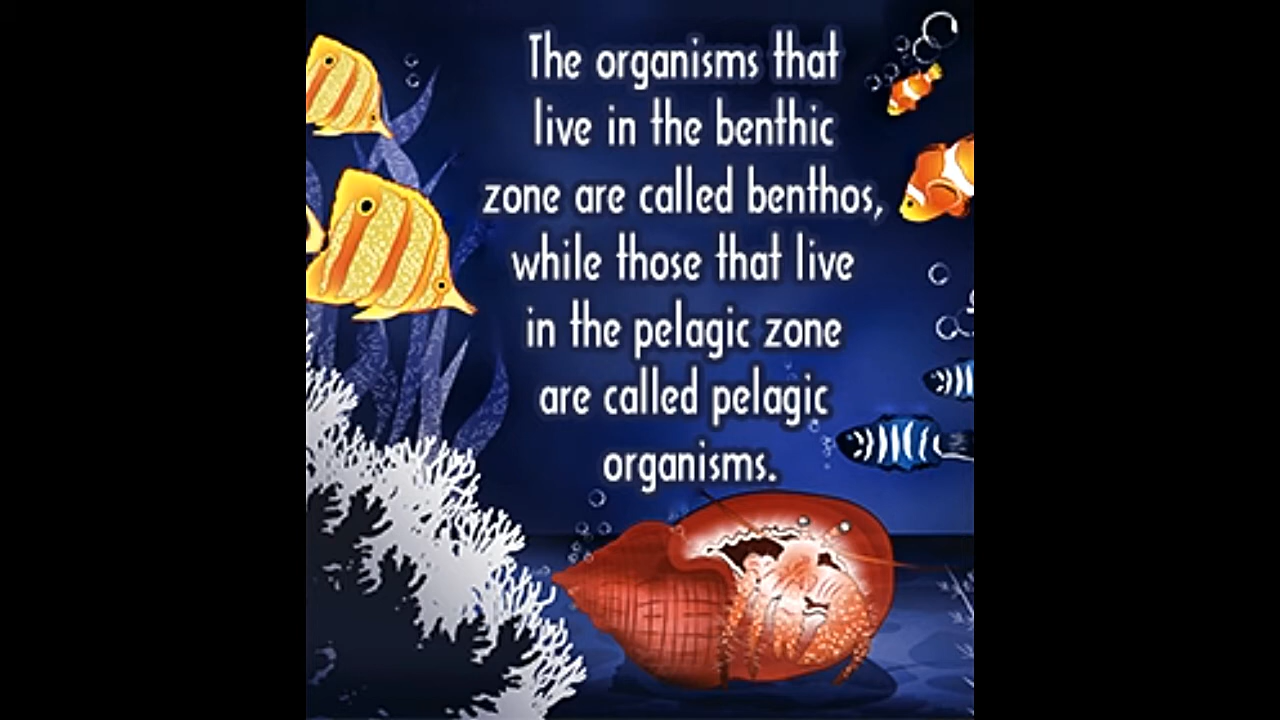 The organisms that
live in the benthic
zone are called benthos,
while those that live
in the pelagic zone
are called pelagic
organisms.